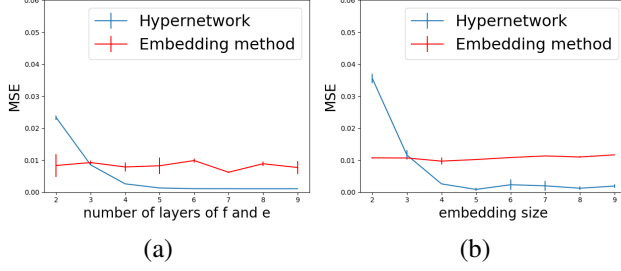 0.06
0.05
0.04
0.03
0.02
0.01
0.00
MSE
Hypernetwork
Embedding method
2 3 4 5 6 7 8 9
number of layers of f and e
(a)
0.06
0.05
0.04
0.03
0.02
0.01
0.00
MSE
Hypernetwork
Embedding method
2 3 4 5 6 7 8 9
embedding size
(b)